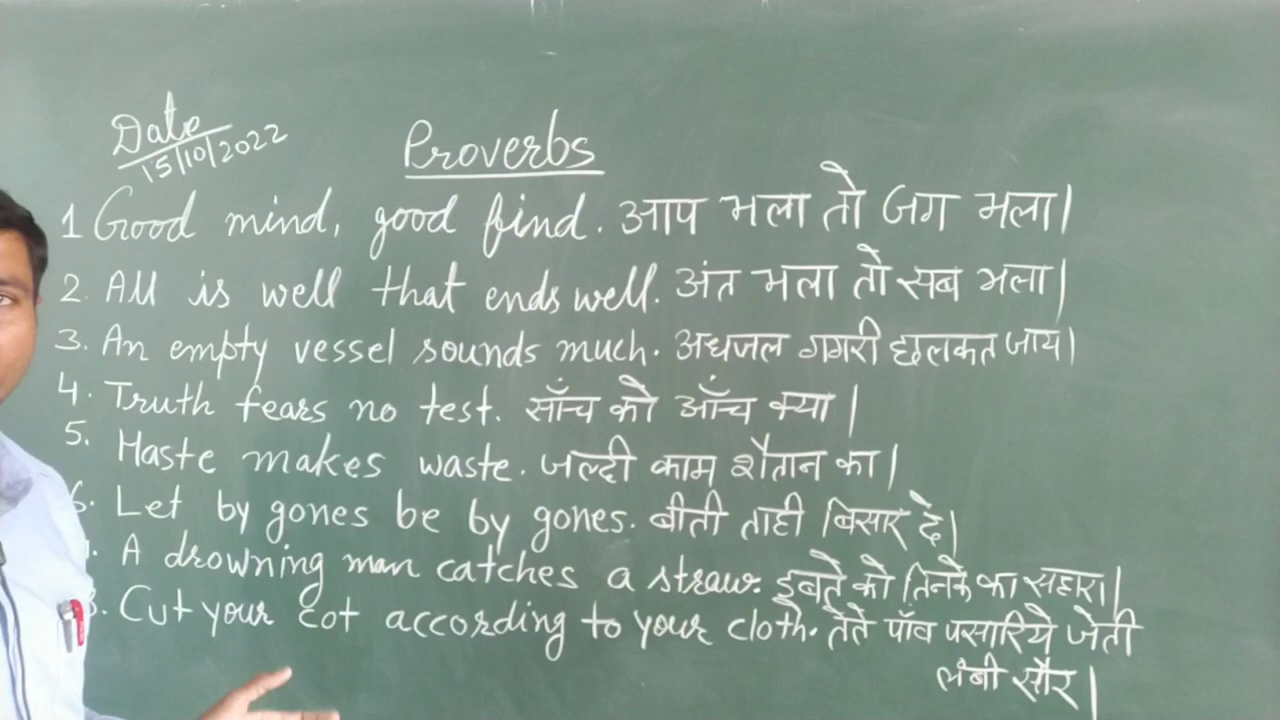 Date
15/10/2022
Proverbs
1 Good mind, good find. आप भला तो जग भला।
2. All is well that ends well. अंत भला तो सब भला।
3. An empty vessel sounds much. अधजल गगरी छलकत जाय।
4. Truth fears no test. साँच को आँच क्या।
5. Haste makes waste. जल्दी काम शैतान का।
6. Let by gones be by gones. बीती ताही बिसार दे।
A drowning man catches a straw. डूबते को तिनके का सहारा।
Cut your cot according to your cloth. तेते पाँव पसारिये जेती
लंबी सौर।